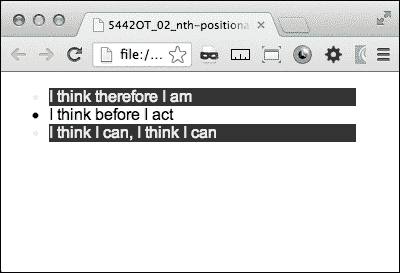 5442OT_02_nth-positiona
file:/...
I think therefore I am
I think before I act
I think I can, I think I can